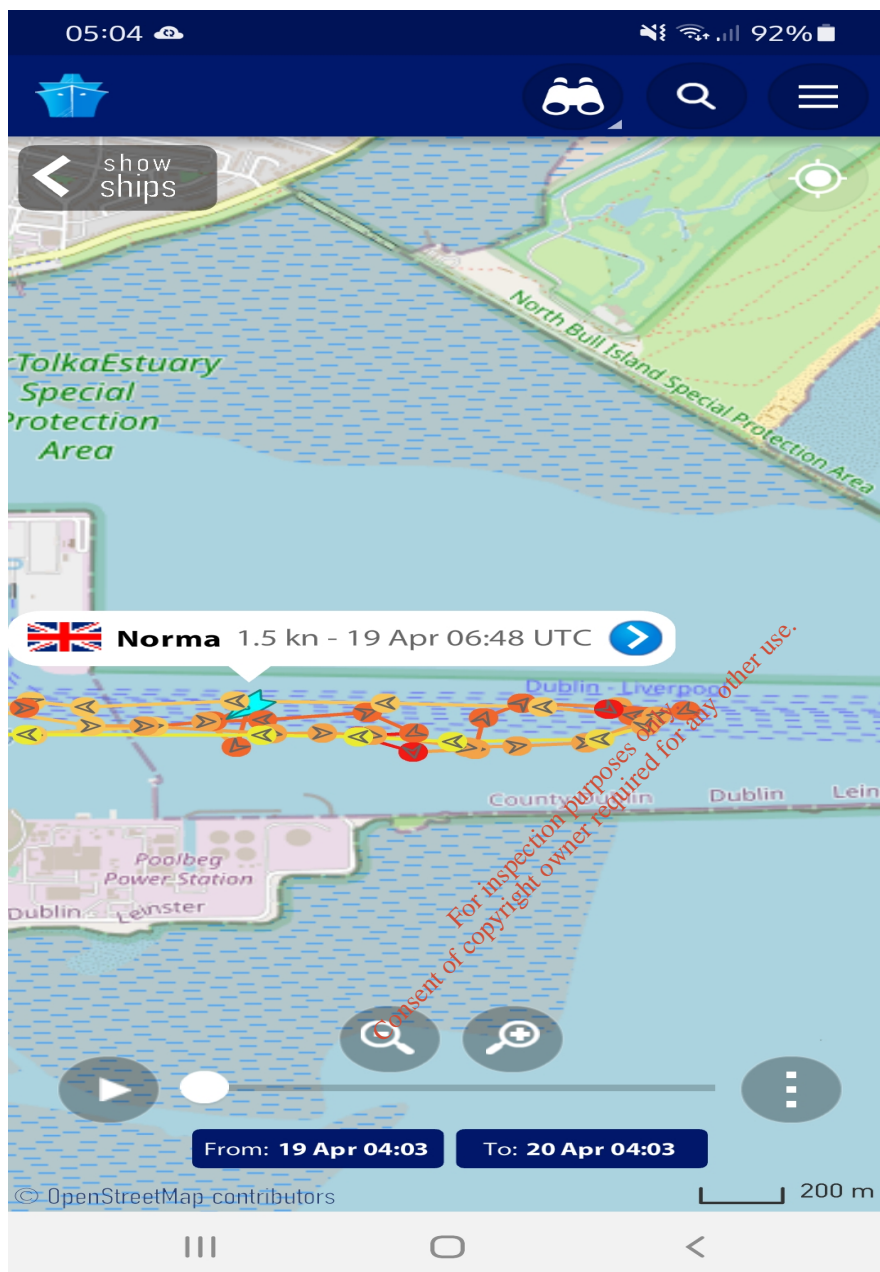 05:04
92%
show
ships
North Bull Island Special Protection Area
TolkaEstuary
Special
Protection
Area
Norma 1.5 kn - 19 Apr 06:48 UTC
Dublin - Liverpool
County Dublin
Dublin
Lein
Poolbeg
Power Station
Dublin
Leinster
For inspection purposes only.
Consent of copyright owner required for any other use.
From: 19 Apr 04:03
To: 20 Apr 04:03
© OpenStreetMap contributors
200 m